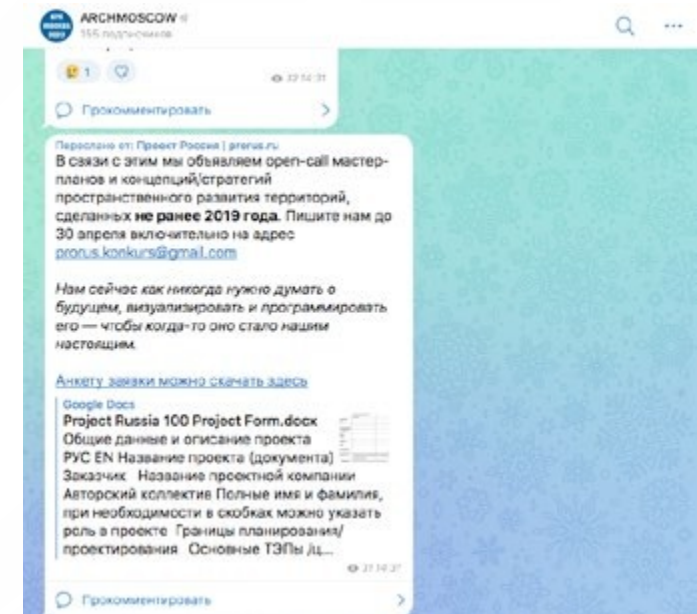 ARCHMOSCOW
155 подписчиков
1
Прокомментировать
Переслано от: Проект Россия | prorus.ru
В связи с этим мы объявляем open-call мастер-
планов и концепций/стратегий
пространственного развития территорий,
сделанных не ранее 2019 года. Пишите нам до
30 апреля включительно на адрес
prorus.konkurs@gmail.com
Нам сейчас как никогда нужно думать о
будущем, визуализировать и программировать
его — чтобы когда-то оно стало нашим
настоящим.
Анкету заявки можно скачать здесь
Google Docs
Project Russia 100 Project Form.docx
Общие данные и описание проекта
РУС EN Название проекта (документа)
Заказчик Название проектной компании
Авторский коллектив Полные имя и фамилия,
при необходимости в скобках можно указать
роль в проекте Границы планирования/
проектирования Основные ТЭПы /ц...
Прокомментировать